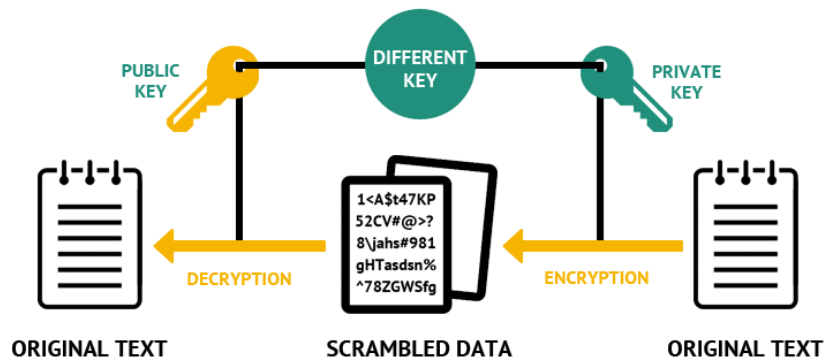 DIFFERENT
KEY
PUBLIC
KEY
PRIVATE
KEY
1<A$t47KP
52CV#@>?
8\jahs#981
gHTasdsn%
^78ZGWSfg
DECRYPTION
ENCRYPTION
ORIGINAL TEXT
SCRAMBLED DATA
ORIGINAL TEXT